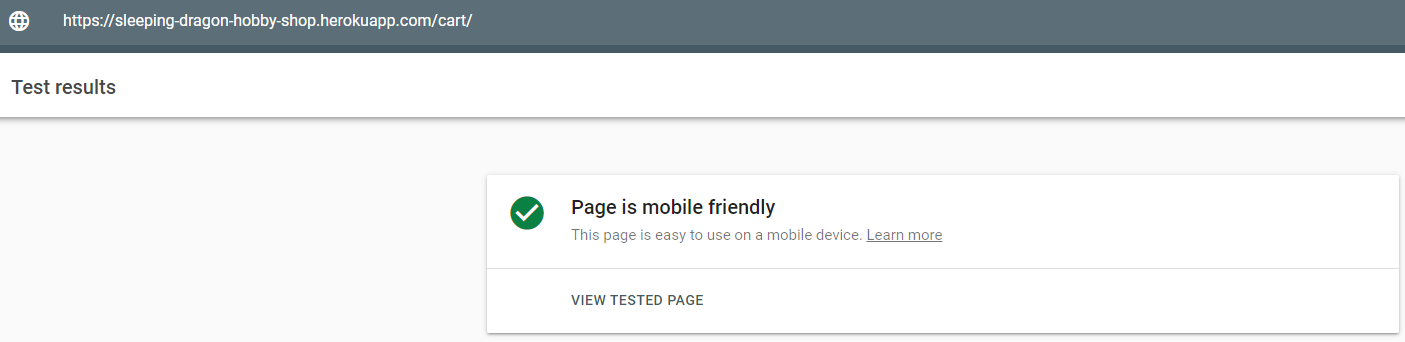 https://sleeping-dragon-hobby-shop.herokuapp.com/cart/
Test results
Page is mobile friendly
This page is easy to use on a mobile device. Learn more
VIEW TESTED PAGE